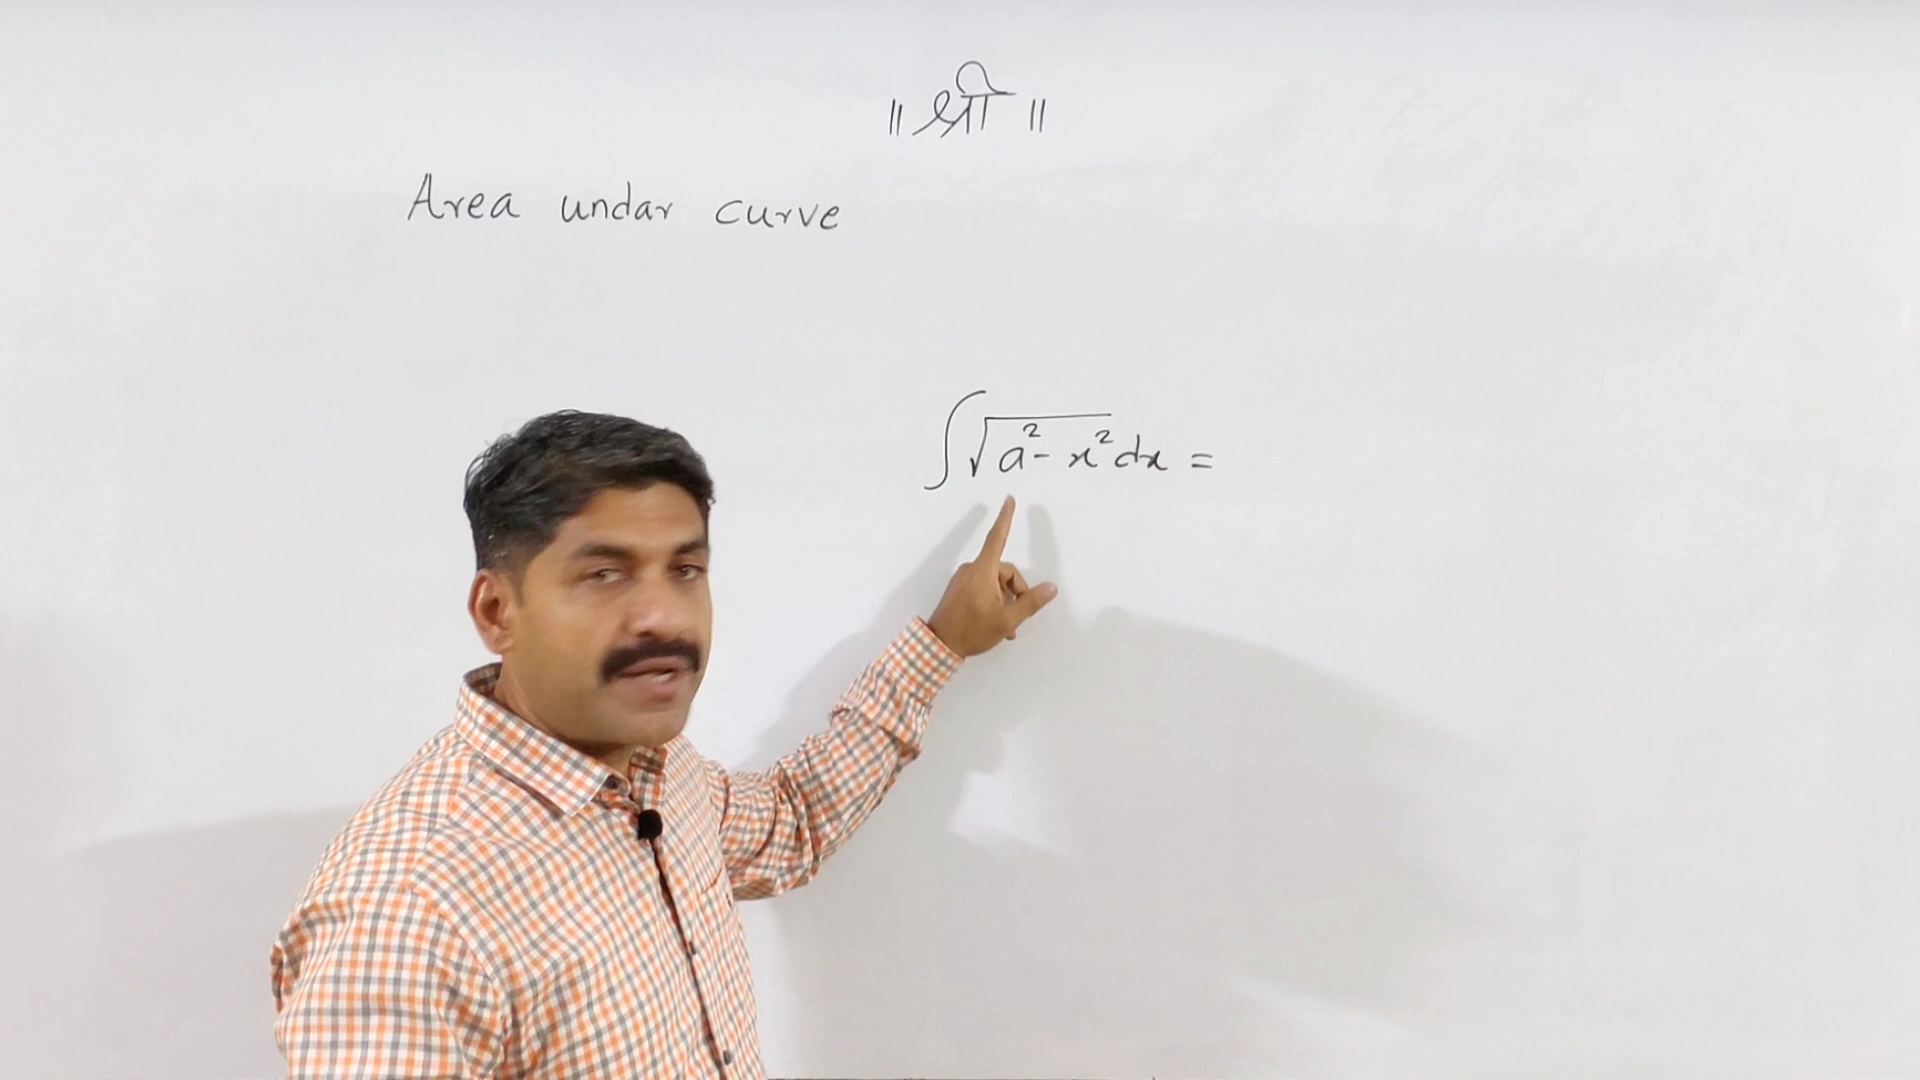 ॥ श्री ॥
Area undar curve
∫√a²- x² dx =